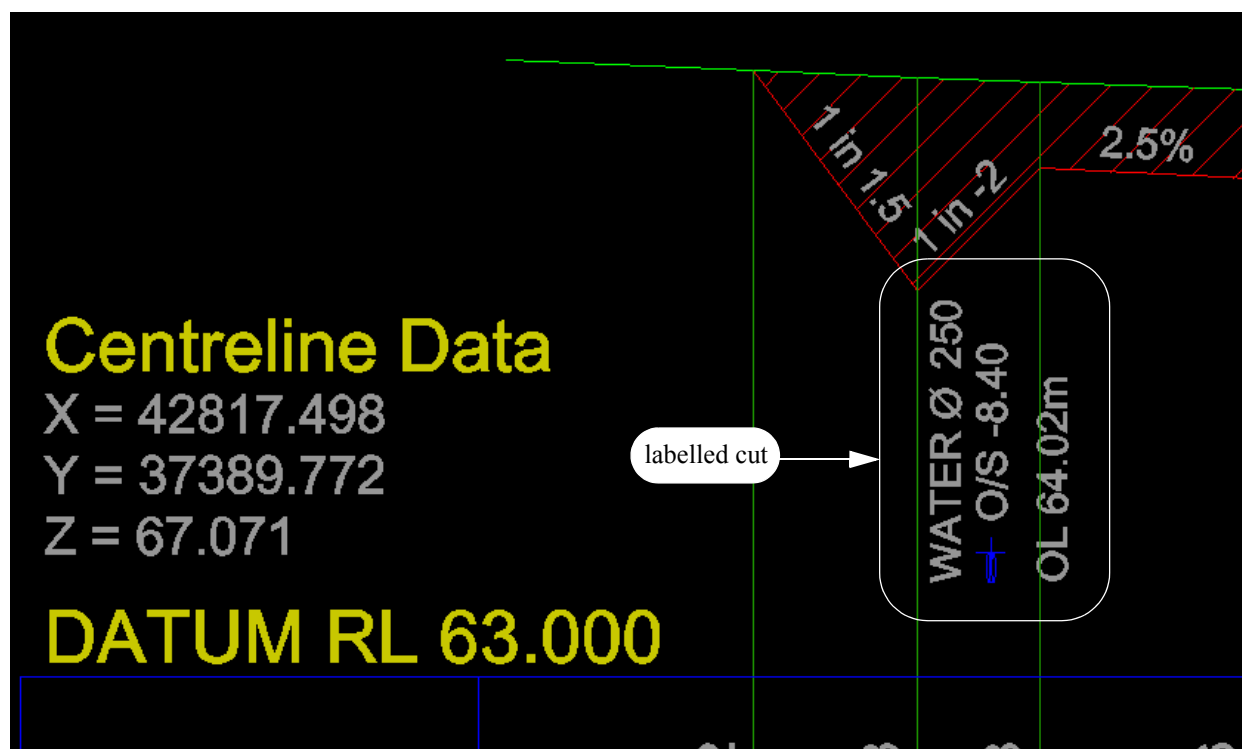 1 in 1.5
1 in -2
2.5%
Centreline Data
X = 42817.498
Y = 37389.772
Z = 67.071
labelled cut
WATER Ø 250
O/S -8.40
OL 64.02m
DATUM RL 63.000